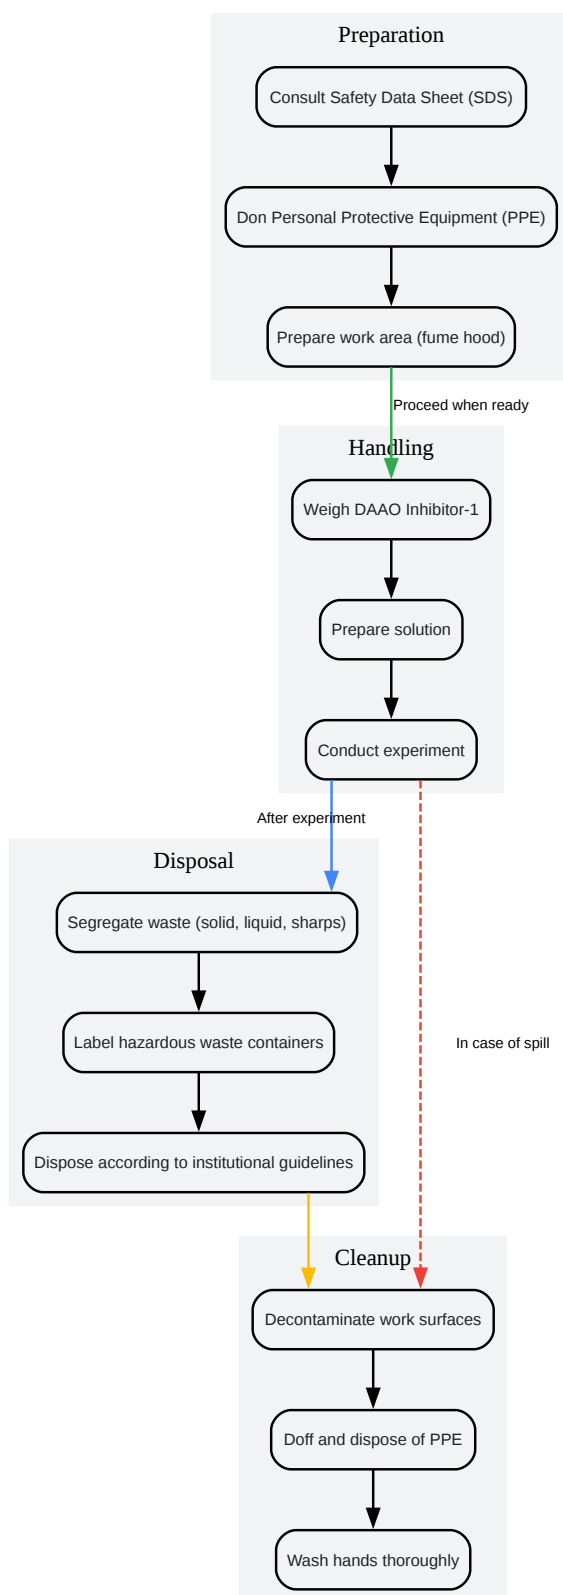 Preparation
Consult Safety Data Sheet (SDS)
Don Personal Protective Equipment (PPE)
Prepare work area (fume hood)
Proceed when ready
Handling
Weigh DAAO Inhibitor-1
Prepare solution
Conduct experiment
After experiment
Disposal
Segregate waste (solid, liquid, sharps)
Label hazardous waste containers
In case of spill
Dispose according to institutional guidelines
Cleanup
Decontaminate work surfaces
Doff and dispose of PPE
Wash hands thoroughly